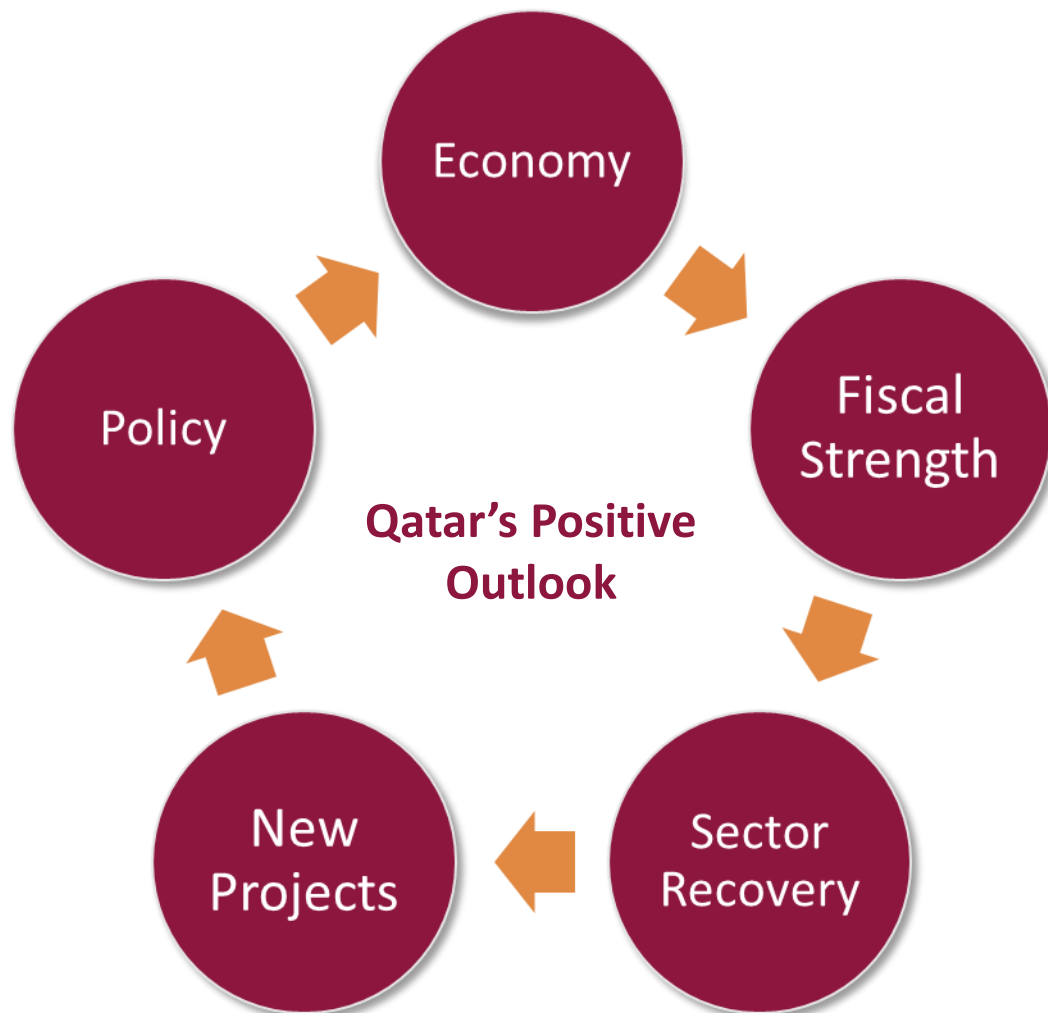 Economy
Fiscal
Strength
Sector
Recovery
New
Projects
Policy
Qatar’s Positive
Outlook